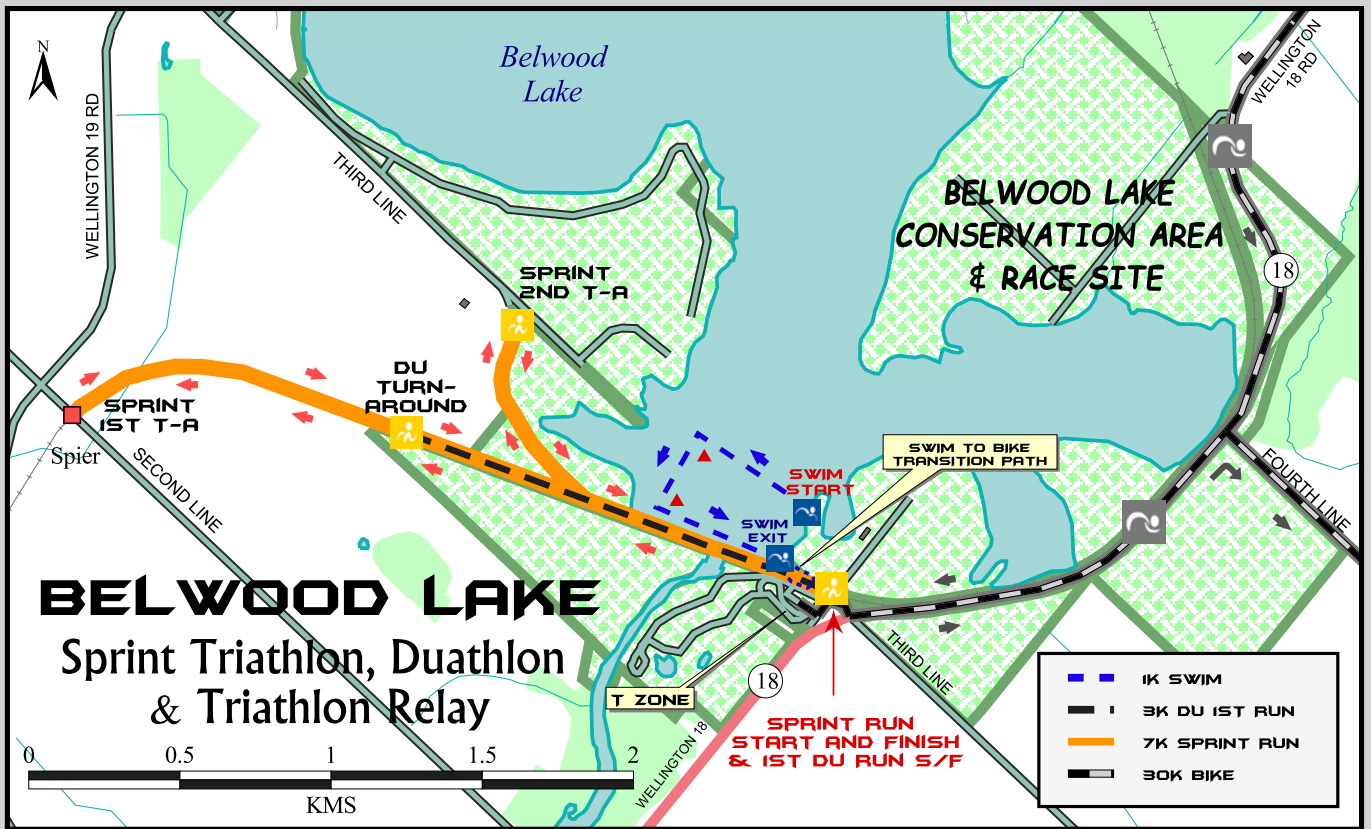 N
Belwood
Lake
WELLINGTON 19 RD
THIRD LINE
WELLINGTON
18 RD
BELWOOD LAKE
CONSERVATION AREA
& RACE SITE
18
SPRINT
2ND T-A
DU
TURN-
AROUND
SPRINT
1ST T-A
Spier
SECOND LINE
SWIM TO BIKE
TRANSITION PATH
SWIM
START
SWIM
EXIT
FOURTH LINE
BELWOOD LAKE
Sprint Triathlon, Duathlon
& Triathlon Relay
T ZONE
18
THIRD LINE
WELLINGTON 18
SPRINT RUN
START AND FINISH
& 1ST DU RUN S/F
0 0.5 1 1.5 2
KMS
1K SWIM
3K DU 1ST RUN
7K SPRINT RUN
30K BIKE